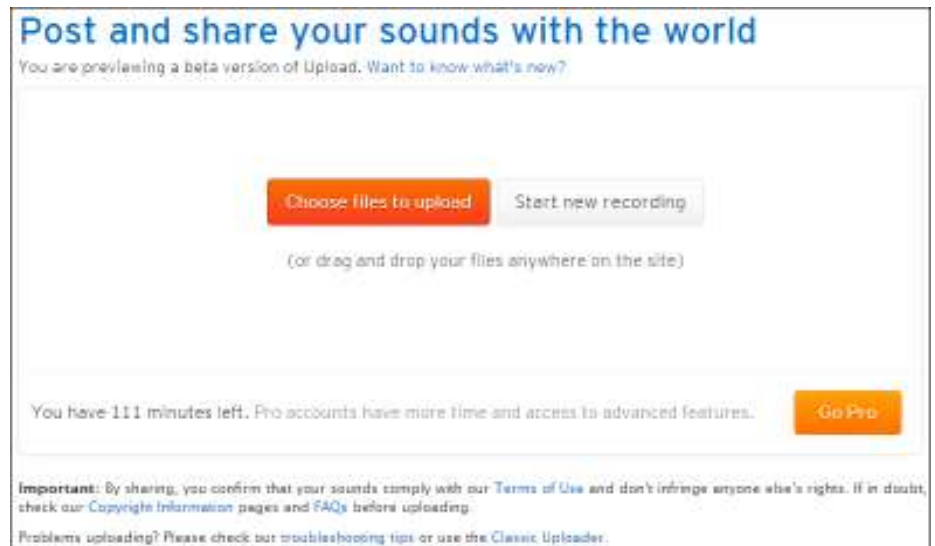 Post and share your sounds with the world
You are previewing a beta version of Upload. Want to know what's new?
Choose files to upload
Start new recording
(or drag and drop your files anywhere on the site)
You have 111 minutes left. Pro accounts have more time and access to advanced features.
Go Pro
Important: By sharing, you confirm that your sounds comply with our Terms of Use and don't infringe anyone else's rights. If in doubt,
check our Copyright Information pages and FAQs before uploading.
Problems uploading? Please check our troubleshooting tips or use the Classic Uploader.